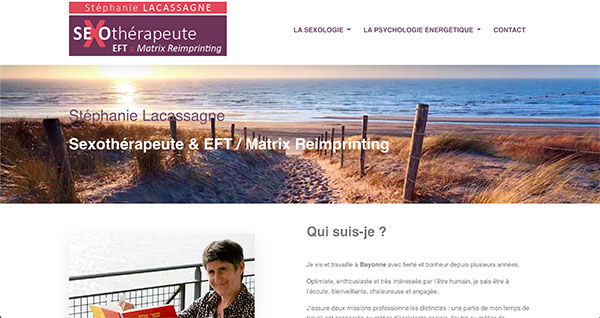 Stéphanie LACASSAGNE
SEXOthérapeute
EFT & Matrix Reimprinting
LA SEXOLOGIE
LA PSYCHOLOGIE ÉNERGÉTIQUE
CONTACT
Stéphanie Lacassagne
Sexothérapeute & EFT / Matrix Reimprinting
Qui suis-je ?
Je vis et travaille à Bayonne avec fierté et bonheur depuis plusieurs années.
Optimiste, enthousiaste et très intéressée par l'être humain, je sais être à
l'écoute, bienveillante, chaleureuse et engagée.
J'assure deux missions professionnelles distinctes : une partie de mon temps de